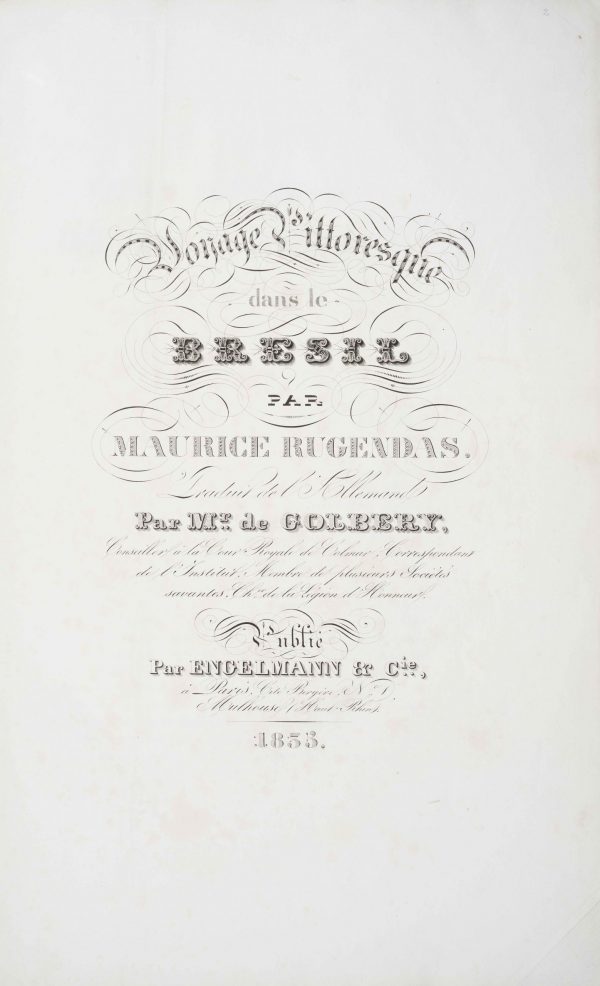 Voyage Pittoresque
dans le
BRESIL
PAR
MAURICE RUGENDAS.
Traduit de l'Allemand
Par Mr. de GOLBERY,
Conseiller à la Cour Royale de Colmar, Correspondant
de l'Institut, Membre de plusieurs Sociétés
savantes, Chr. de la Légion d'Honneur.
Publié
Par ENGELMANN & Cie,
à Paris, Cité Bergère, No. 1
Mulhouse (Haut-Rhin).
1835.
2